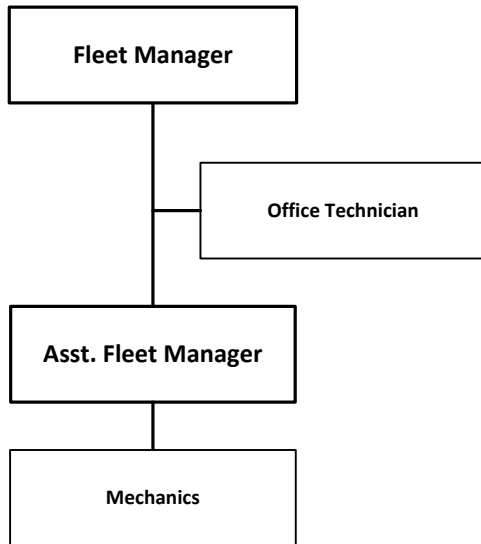 Fleet Manager
Office Technician
Asst. Fleet Manager
Mechanics